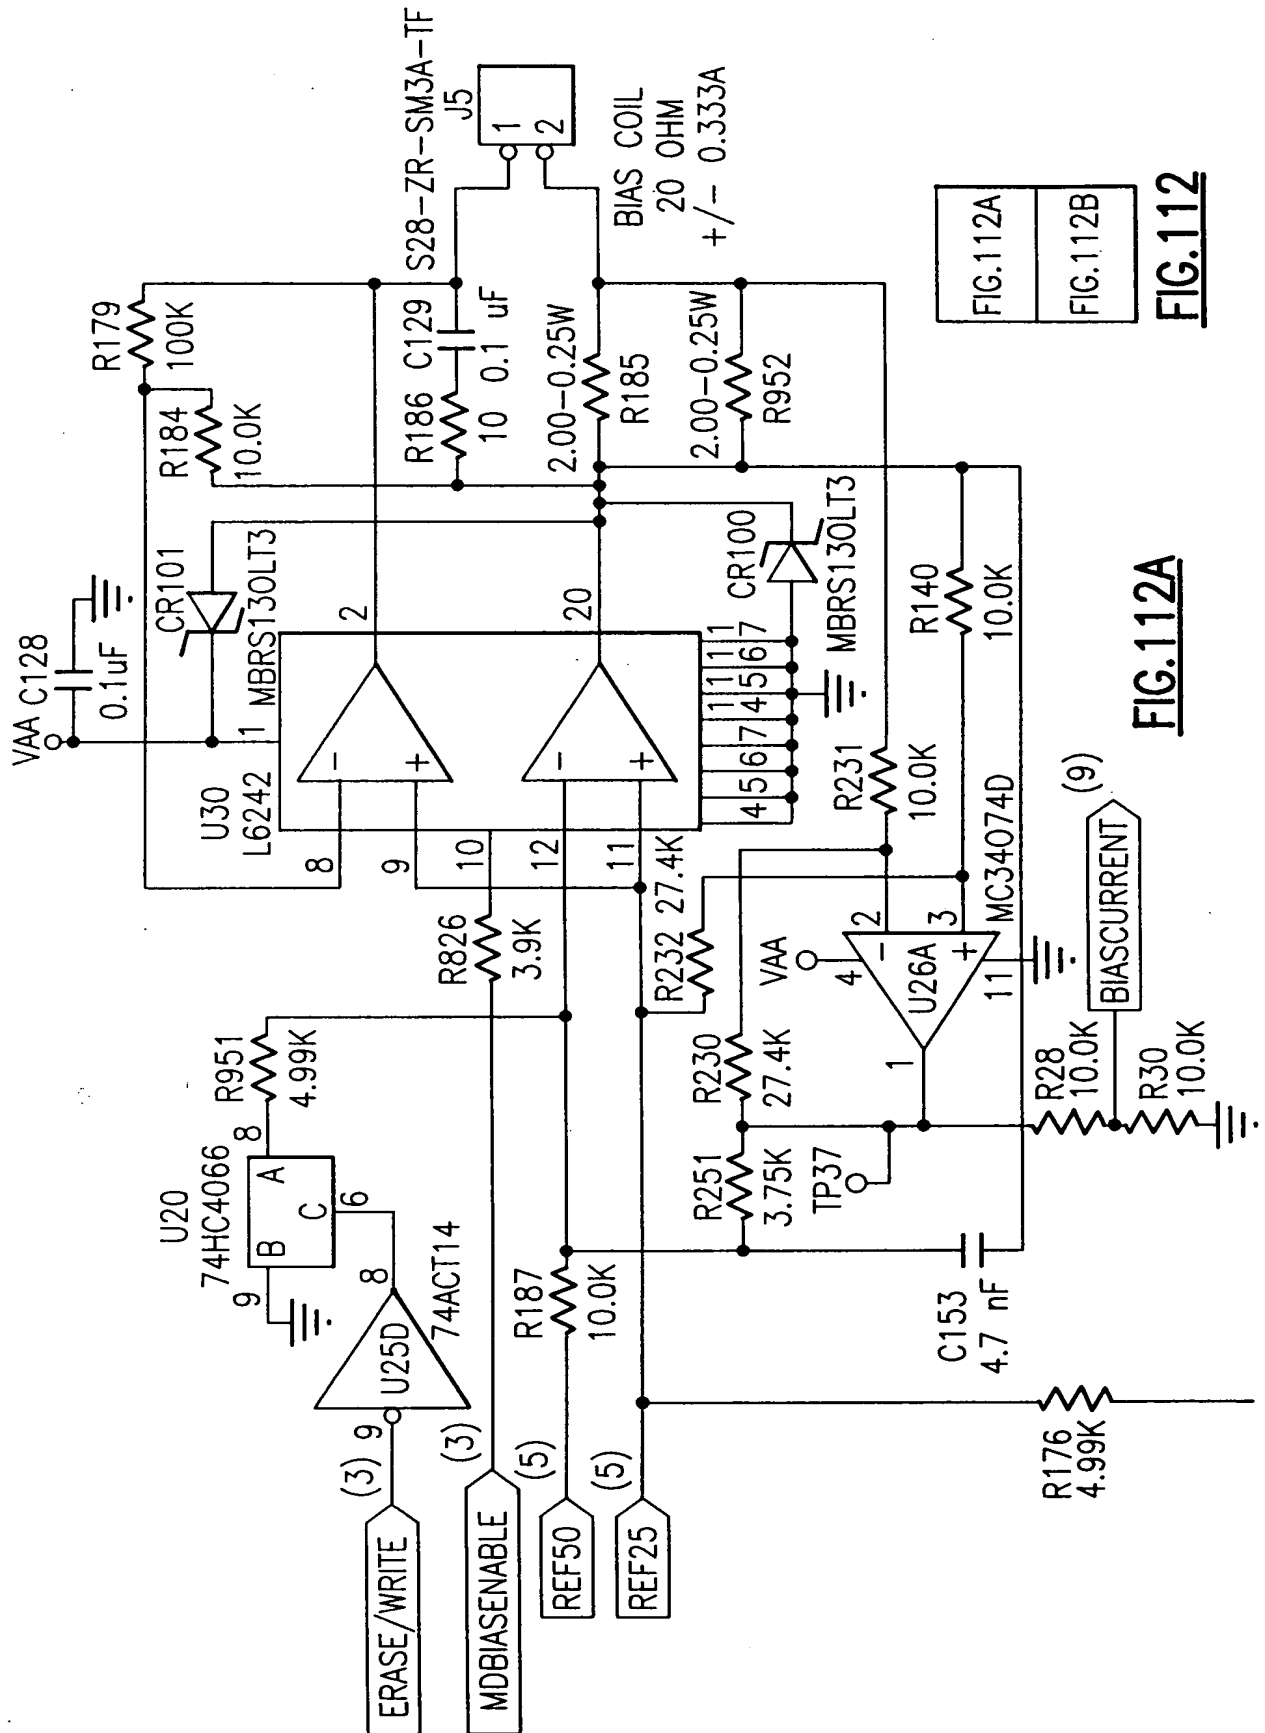 VAA
C128
0.1uF
CR101
MBRS130LT3
R179
100K
R184
10.0K
R186
10
C129
0.1 uF
S28-ZR-SM3A-TF
J5
1
2
BIAS COIL
20 OHM
+/- 0.333A
2.00-0.25W
R185
2.00-0.25W
R952
CR100
MBRS130LT3
U30
L6242
1
2
20
8
9
10
12
11
-
+
-
+
4
5
6
7
14
15
16
17
U20
74HC4066
9
B
A
8
C
6
R951
4.99K
R826
3.9K
U25D
8
9
74ACT14
ERASE/WRITE
(3)
MDBIASENABLE
(3)
REF50
(5)
REF25
(5)
R187
10.0K
R232
27.4K
R231
10.0K
R140
10.0K
R230
27.4K
R251
3.75K
TP37
VAA
4
U26A
-
2
+
3
1
11
MC34074D
BIASCURRENT
(9)
R28
10.0K
R30
10.0K
C153
4.7 nF
R176
4.99K
FIG.112A
FIG.112A
FIG.112B
FIG.112